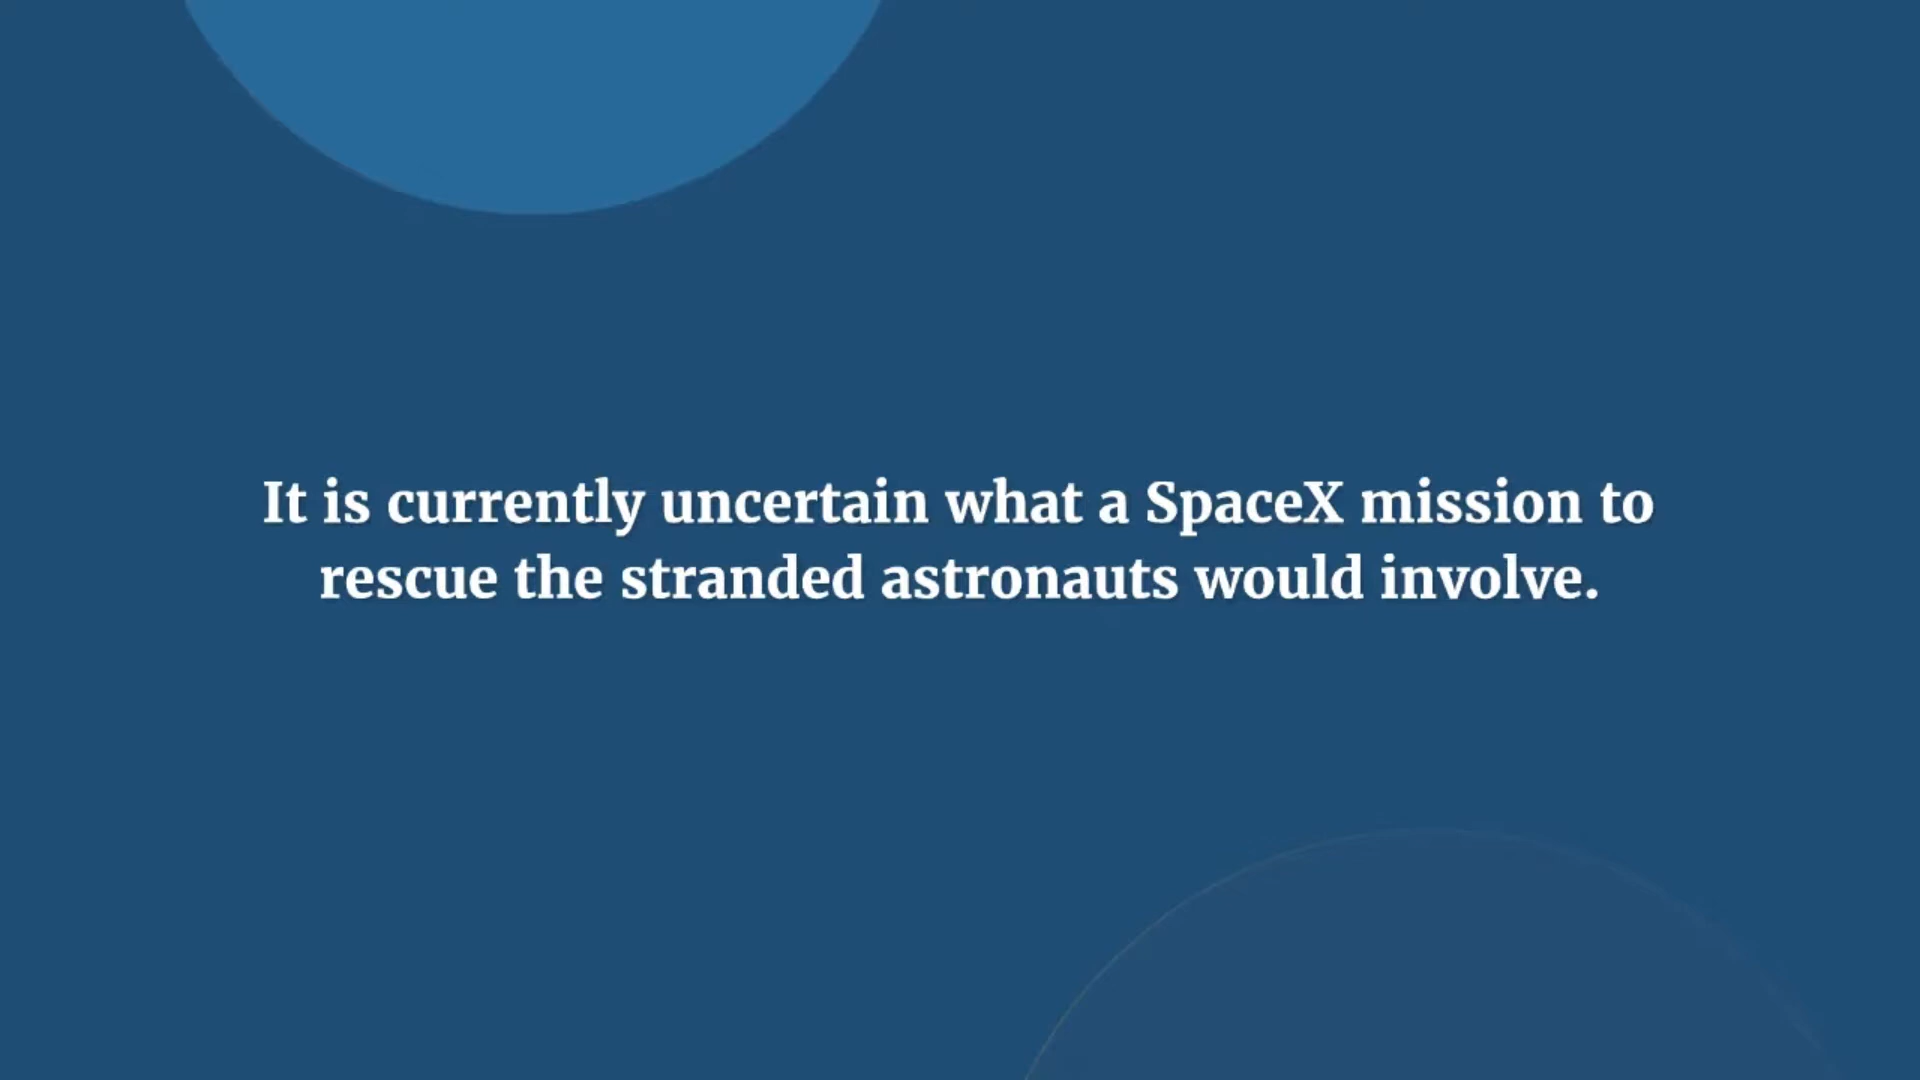 It is currently uncertain what a SpaceX mission to
rescue the stranded astronauts would involve.